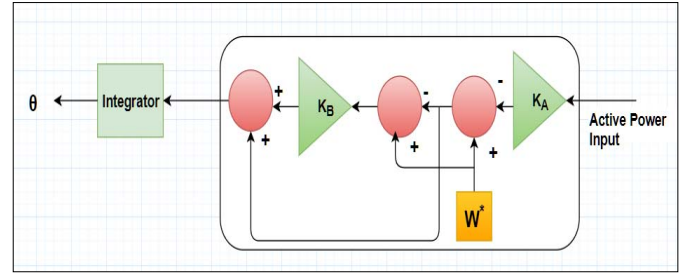 θ
Integrator
+
+
K_B
-
+
-
+
K_A
Active Power
Input
W*